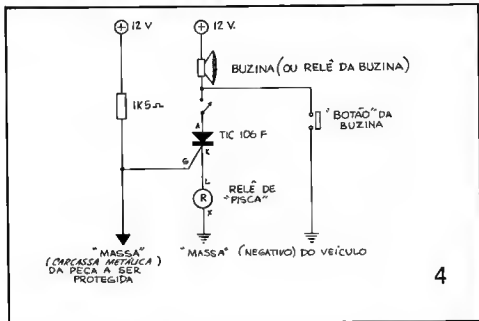 12 V
12 V.
BUZINA (OU RELÊ DA BUZINA)
1K5Ω
"BOTÃO" DA
BUZINA
A
TIC 106 F
G
K
L
RELÊ DE
"PISCA"
R
X
"MASSA"
(CARCASSA METÁLICA)
DA PEÇA A SER
PROTEGIDA
"MASSA" (NEGATIVO) DO VEÍCULO
4